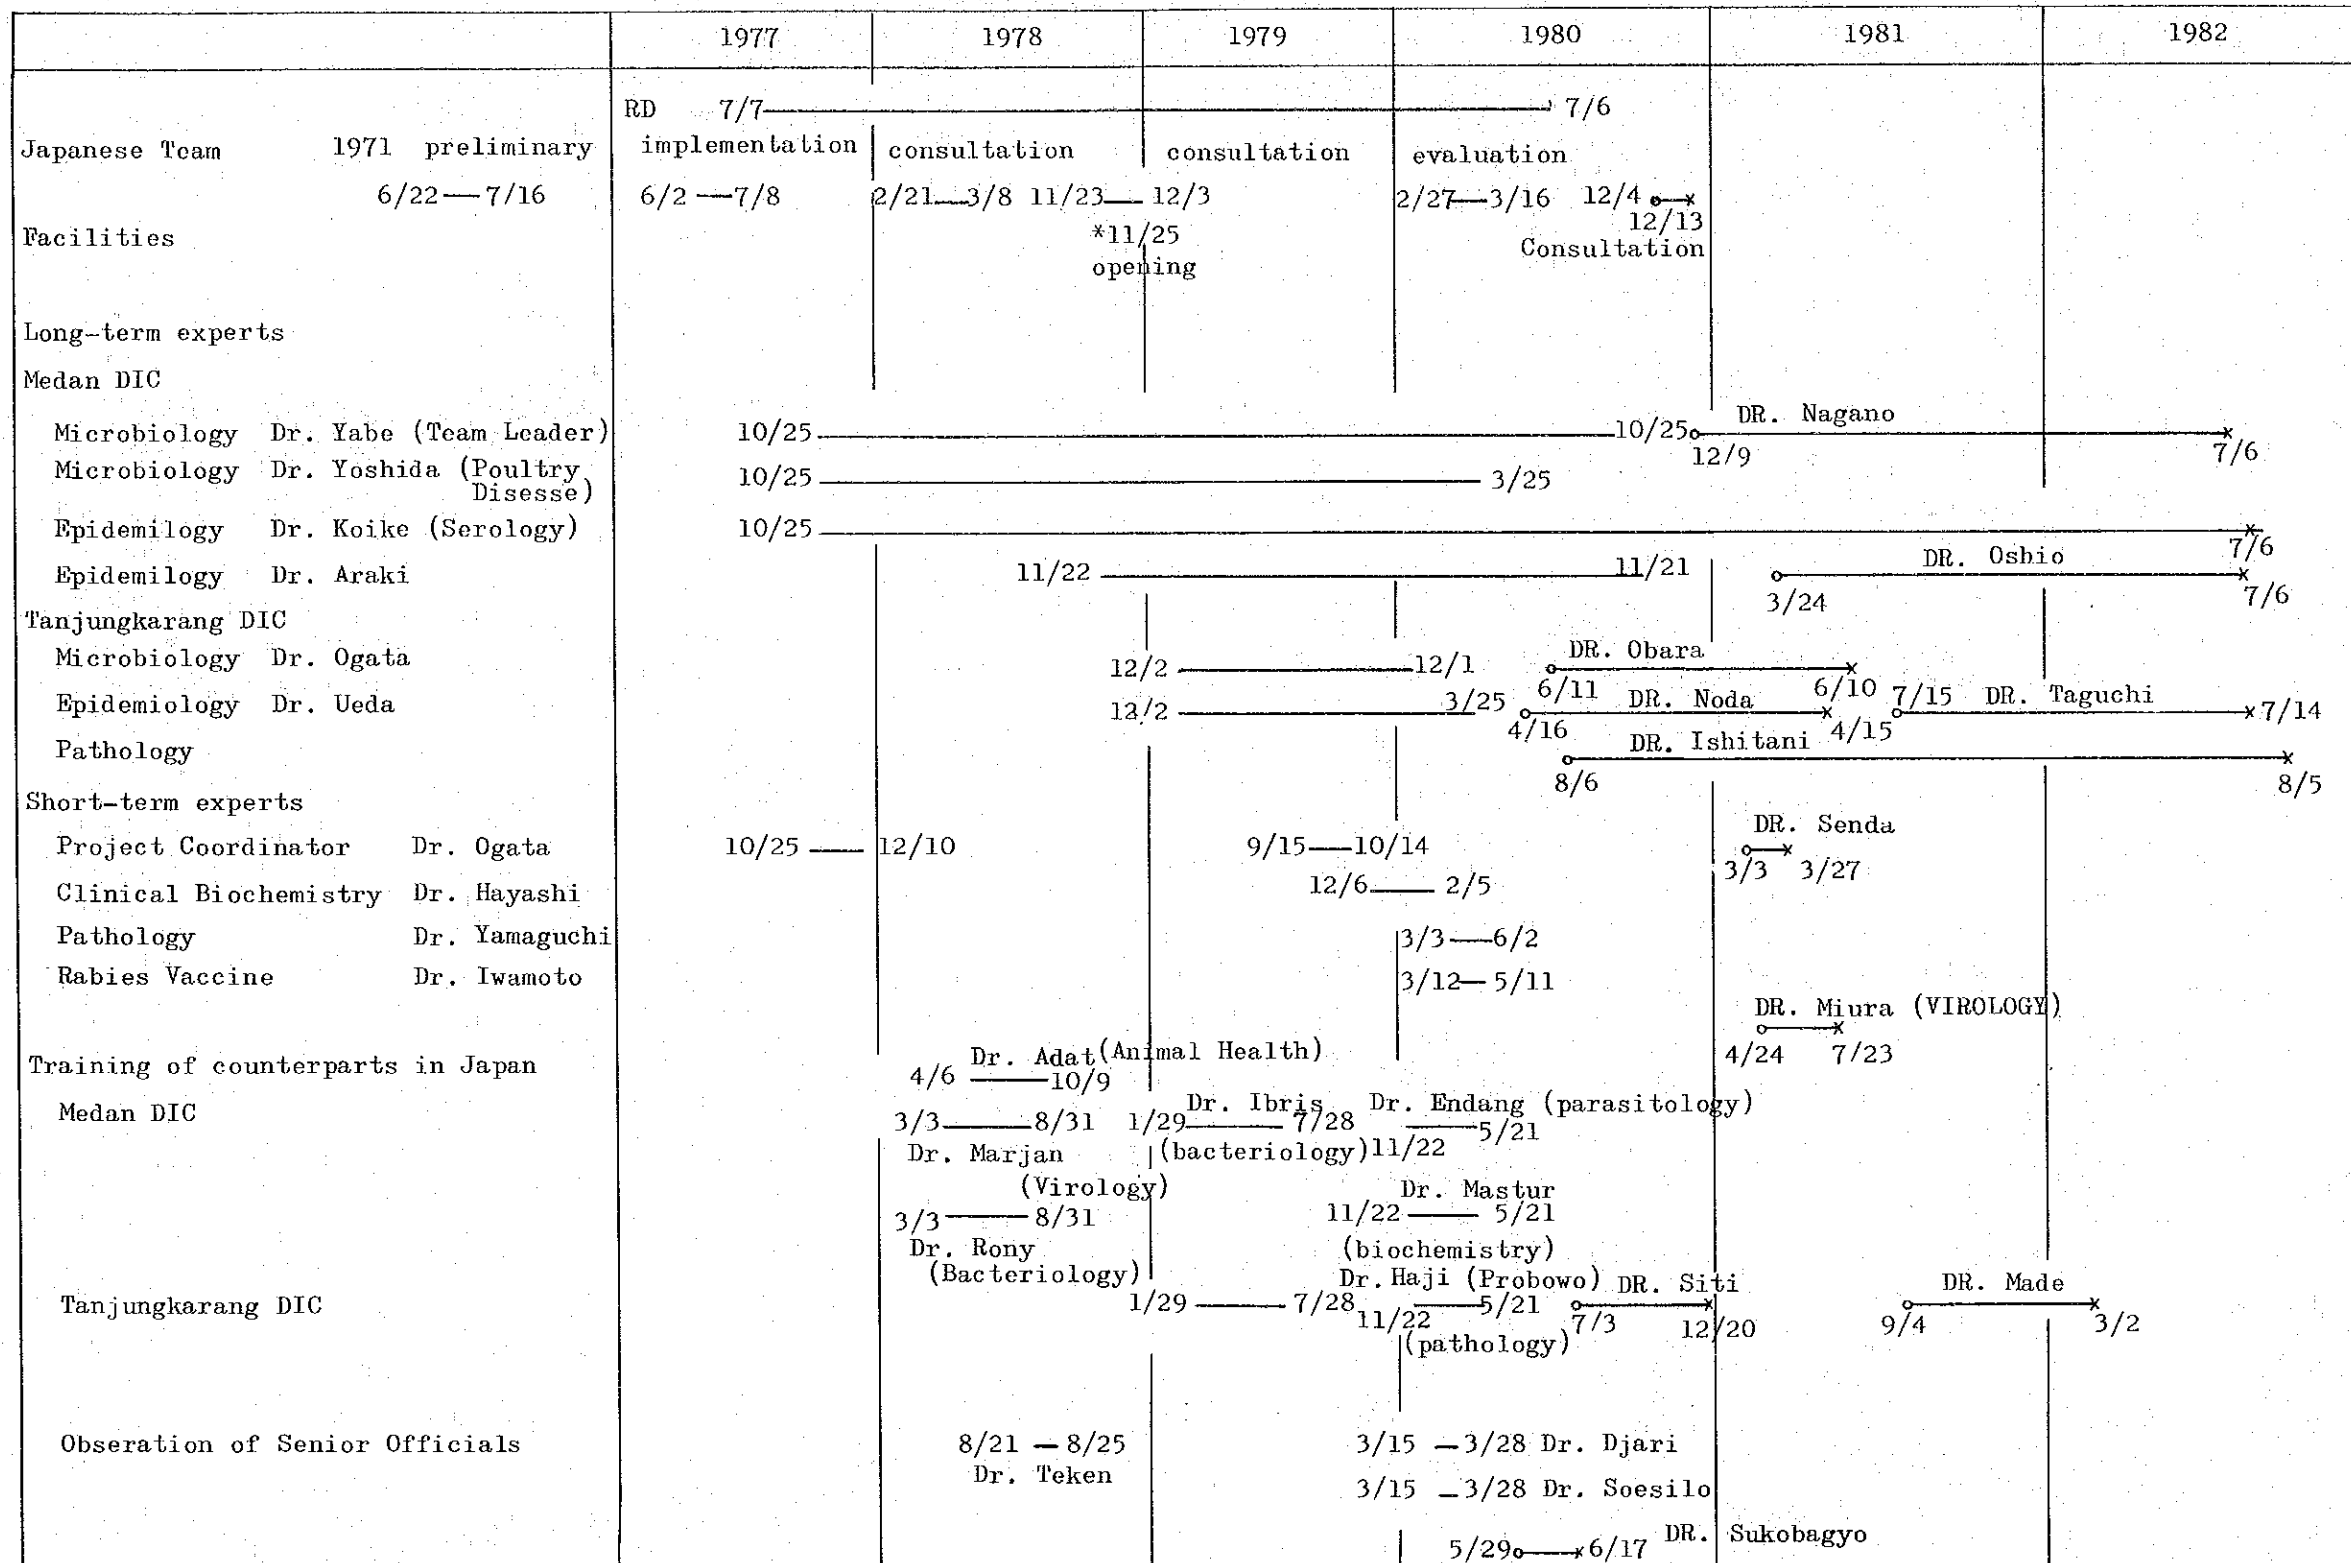 1977 1978 1979 1980 1981 1982
RD 7/7 7/6
Japanese Team 1971 preliminary implementation consultation consultation evaluation
6/22 — 7/16 6/2 — 7/8 2/21 — 3/8 11/23 — 12/3 2/27 — 3/16 12/4
12/13
Facilities *11/25 Consultation
opening
Long-term experts
Medan DIC
DR. Nagano
Microbiology Dr. Yabe (Team Leader) 10/25 10/25
12/9 7/6
Microbiology Dr. Yoshida (Poultry 10/25 3/25
Disesse)
Epidemilogy Dr. Koike (Serology) 10/25
7/6
DR. Oshio
Epidemilogy Dr. Araki 11/22 11/21
3/24 7/6
Tanjungkarang DIC
DR. Obara
Microbiology Dr. Ogata 12/2 12/1
6/11 6/10
Epidemiology Dr. Ueda 12/2 3/25 DR. Noda 7/15 DR. Taguchi 7/14
4/16 4/15
Pathology DR. Ishitani
8/6 8/5
Short-term experts
DR. Senda
Project Coordinator Dr. Ogata 10/25 — 12/10 9/15 — 10/14
3/3 3/27
Clinical Biochemistry Dr. Hayashi 12/6 — 2/5
Pathology Dr. Yamaguchi 3/3 — 6/2
Rabies Vaccine Dr. Iwamoto 3/12 — 5/11
DR. Miura (VIROLOGY)
4/24 7/23
Training of counterparts in Japan Dr. Adat (Animal Health)
4/6 — 10/9
Medan DIC Dr. Ibris Dr. Endang (parasitology)
3/3 — 8/31 1/29 — 7/28 — 5/21
Dr. Marjan (bacteriology) 11/22
(Virology) Dr. Mastur
3/3 — 8/31 11/22 — 5/21
Dr. Rony (biochemistry)
(Bacteriology) Dr. Haji (Probowo) DR. Siti DR. Made
Tanjungkarang DIC 1/29 — 7/28 — 5/21
11/22 7/3 12/20 9/4 3/2
(pathology)
Obseration of Senior Officials 8/21 — 8/25 3/15 — 3/28 Dr. Djari
Dr. Teken
3/15 — 3/28 Dr. Soesilo
5/29 6/17 DR. Sukobagyo